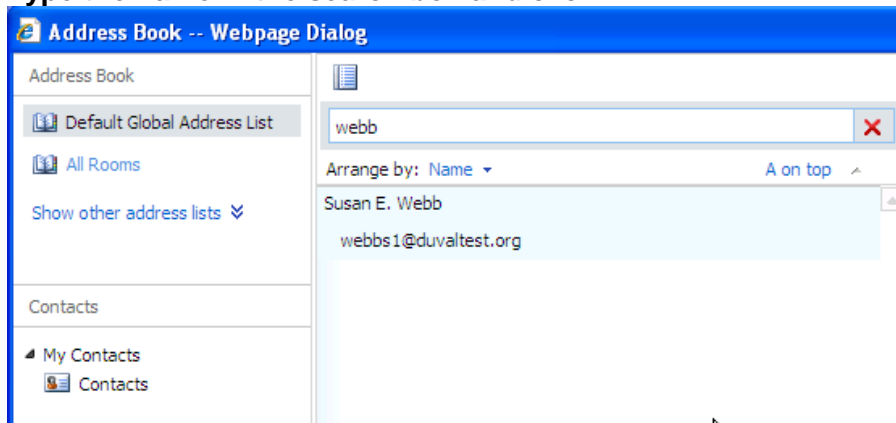 Address Book -- Webpage Dialog
Address Book
Default Global Address List
All Rooms
Show other address lists
Contacts
My Contacts
Contacts
webb
Arrange by: Name A on top
Susan E. Webb
webbs1@duvaltest.org